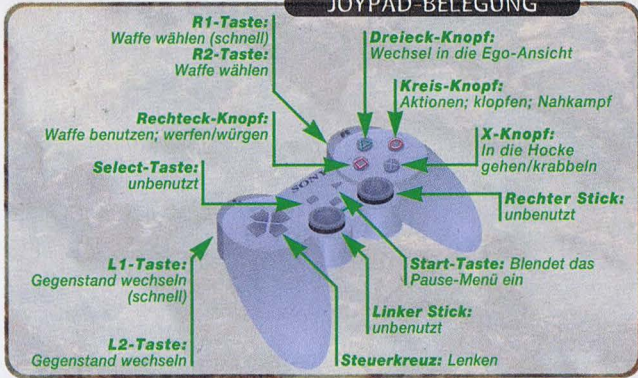 JOYPAD-BELEGUNG
R1-Taste:
Waffe wählen (schnell)
R2-Taste:
Waffe wählen
Rechteck-Knopf:
Waffe benutzen; werfen/würgen
Select-Taste:
unbenutzt
L1-Taste:
Gegenstand wechseln
(schnell)
L2-Taste:
Gegenstand wechseln
Dreieck-Knopf:
Wechsel in die Ego-Ansicht
Kreis-Knopf:
Aktionen; klopfen; Nahkampf
X-Knopf:
In die Hocke
gehen/krabbeln
Rechter Stick:
unbenutzt
Start-Taste: Blendet das
Pause-Menü ein
Linker Stick:
unbenutzt
Steuerkreuz: Lenken
SONY
R